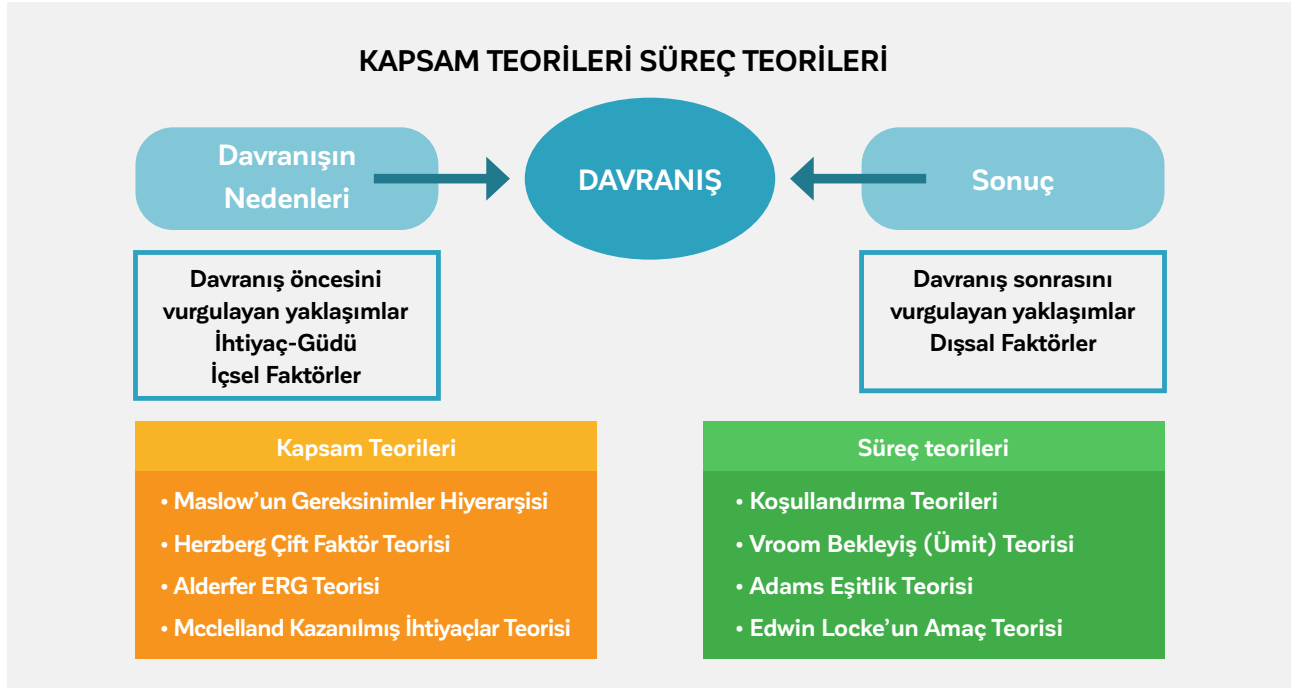 KAPSAM TEORİLERİ SÜREÇ TEORİLERİ
Davranışın
Nedenleri
DAVRANIŞ
Sonuç
Davranış öncesini
vurgulayan yaklaşımlar
İhtiyaç-Güdü
İçsel Faktörler
Davranış sonrasını
vurgulayan yaklaşımlar
Dışsal Faktörler
Kapsam Teorileri
• Maslow’un Gereksinimler Hiyerarşisi
• Herzberg Çift Faktör Teorisi
• Alderfer ERG Teorisi
• Mcclelland Kazanılmış İhtiyaçlar Teorisi
Süreç teorileri
• Koşullandırma Teorileri
• Vroom Bekleyiş (Ümit) Teorisi
• Adams Eşitlik Teorisi
• Edwin Locke’un Amaç Teorisi